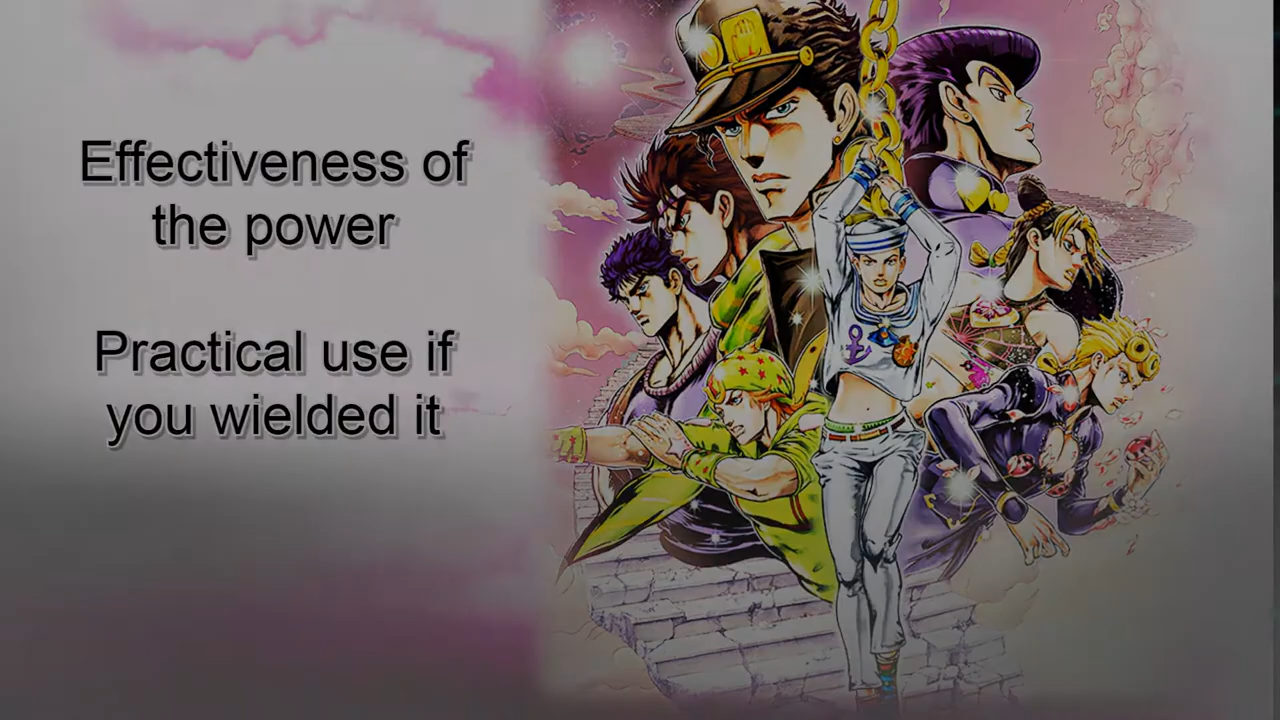 Effectiveness of
the power
Practical use if
you wielded it